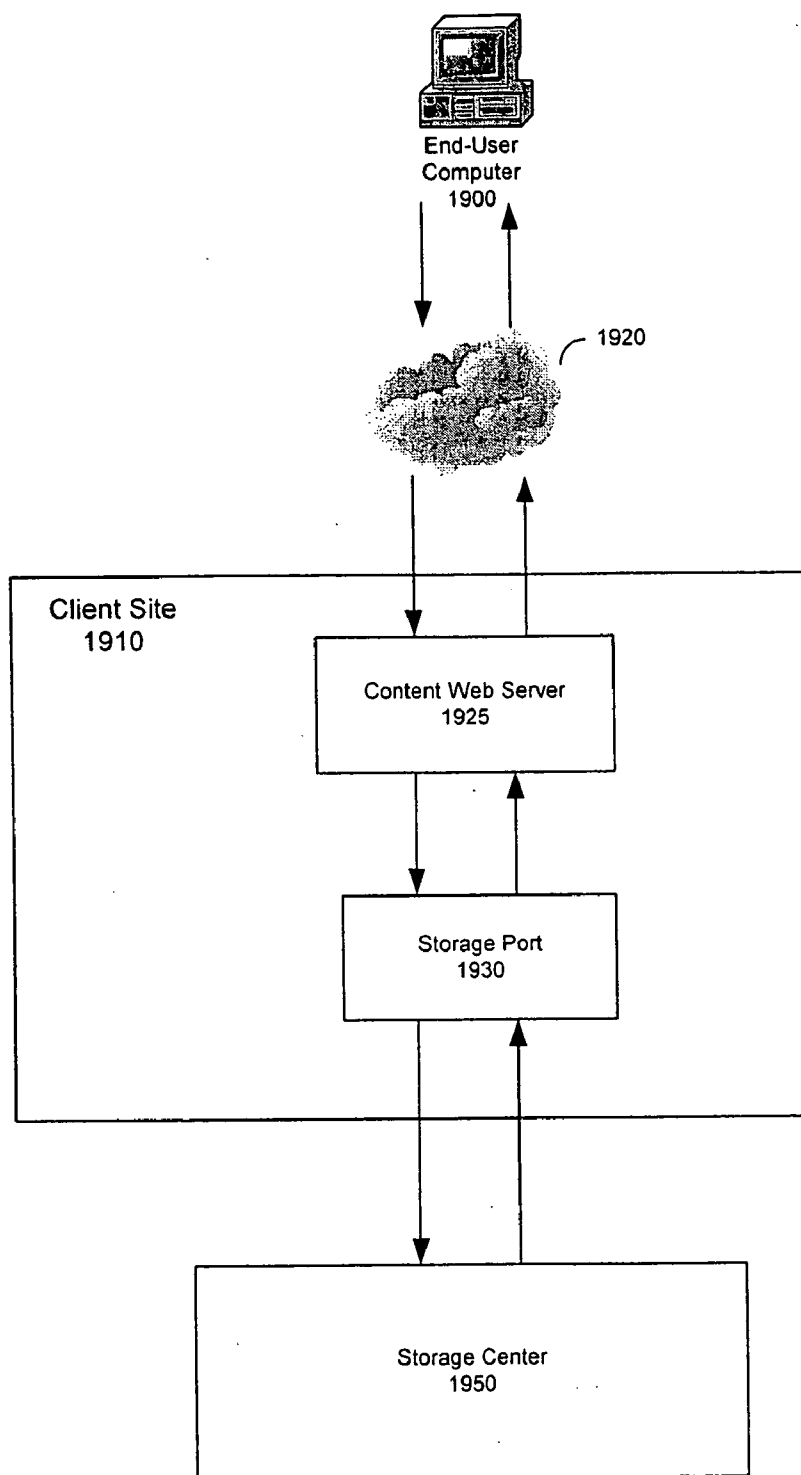 End-User
Computer
1900
1920
Client Site
1910
Content Web Server
1925
Storage Port
1930
Storage Center
1950